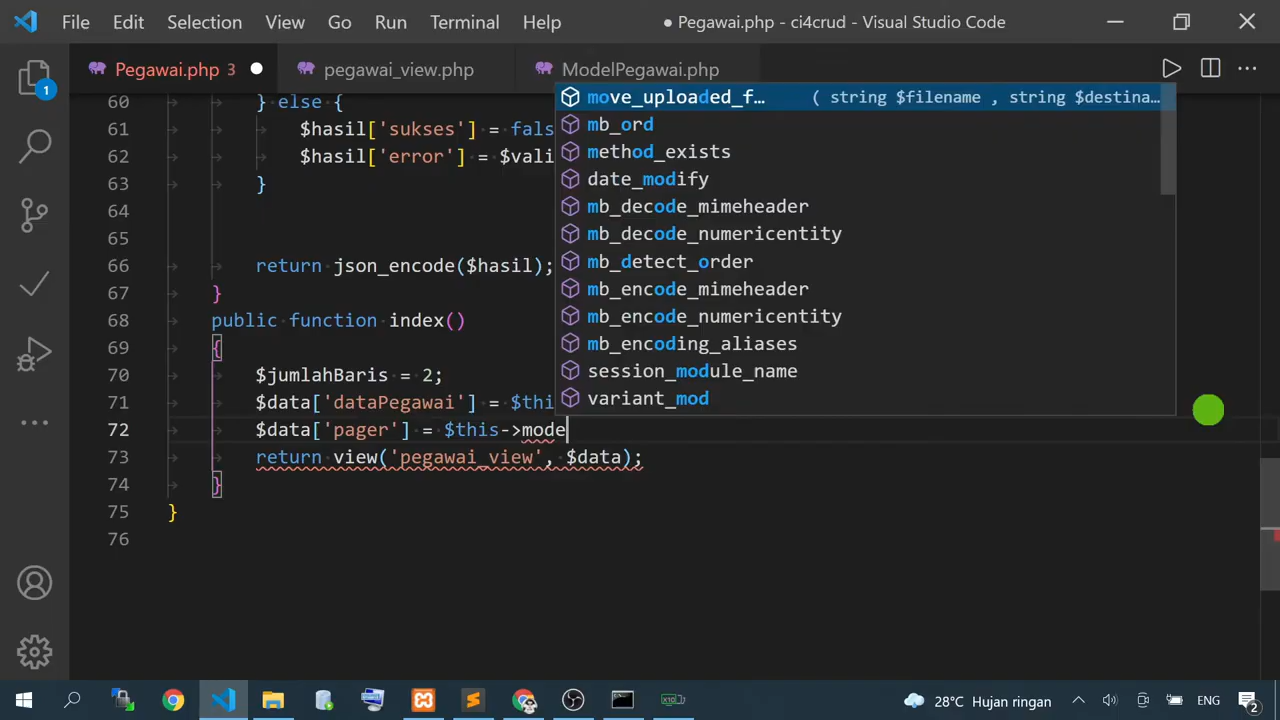 File Edit Selection View Go Run Terminal Help ● Pegawai.php - ci4crud - Visual Studio Code
Pegawai.php 3 pegawai_view.php ModelPegawai.php
1
60 } else {
61 $hasil['sukses'] = fals
62 $hasil['error'] = $vali
63 }
64
65
66 return json_encode($hasil);
67 }
68 public function index()
69 {
70 $jumlahBaris = 2;
71 $data['dataPegawai'] = $thi
72 $data['pager'] = $this->mode
73 return view('pegawai_view', $data);
74 }
75 }
76
move_uploaded_f… ( string $filename , string $destina…
mb_ord
method_exists
date_modify
mb_decode_mimeheader
mb_decode_numericentity
mb_detect_order
mb_encode_mimeheader
mb_encode_numericentity
mb_encoding_aliases
session_module_name
variant_mod
28°C Hujan ringan ENG 2